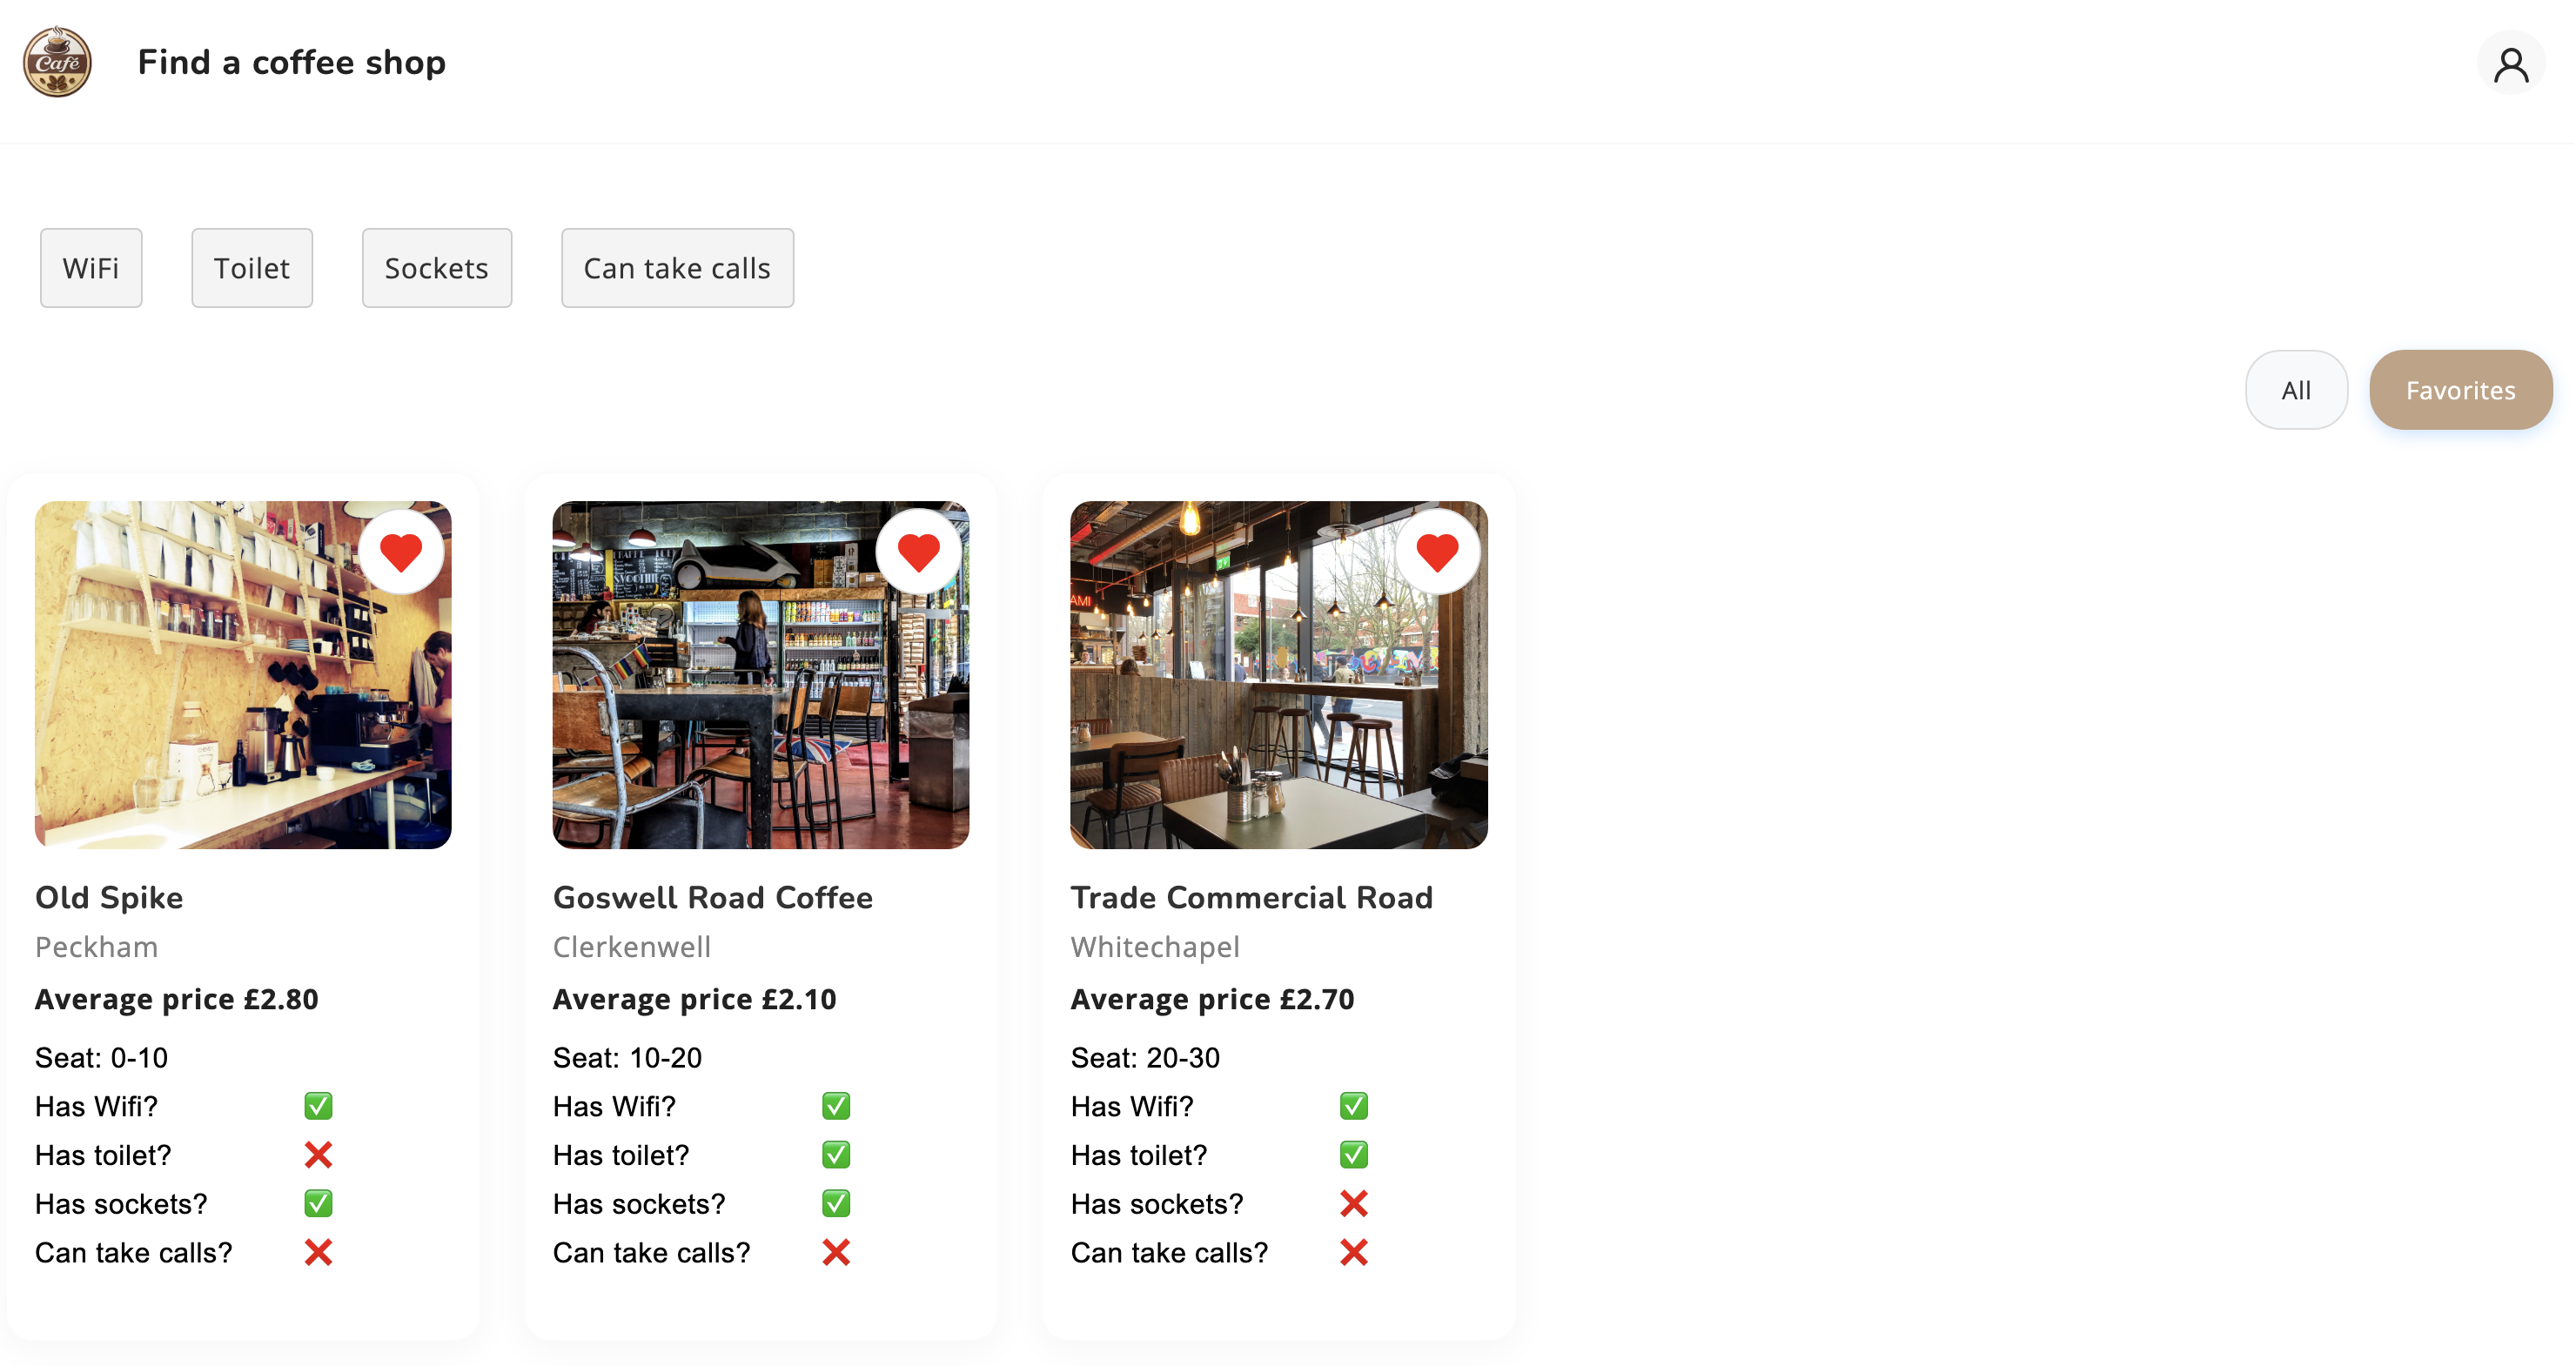 Café
Find a coffee shop
WiFi
Toilet
Sockets
Can take calls
All
Favorites
SMOOTHIE
AMI
Old Spike
Peckham
Average price £2.80
Seat: 0-10
Has Wifi? ✅
Has toilet? ❌
Has sockets? ✅
Can take calls? ❌
Goswell Road Coffee
Clerkenwell
Average price £2.10
Seat: 10-20
Has Wifi? ✅
Has toilet? ✅
Has sockets? ✅
Can take calls? ❌
Trade Commercial Road
Whitechapel
Average price £2.70
Seat: 20-30
Has Wifi? ✅
Has toilet? ✅
Has sockets? ❌
Can take calls? ❌